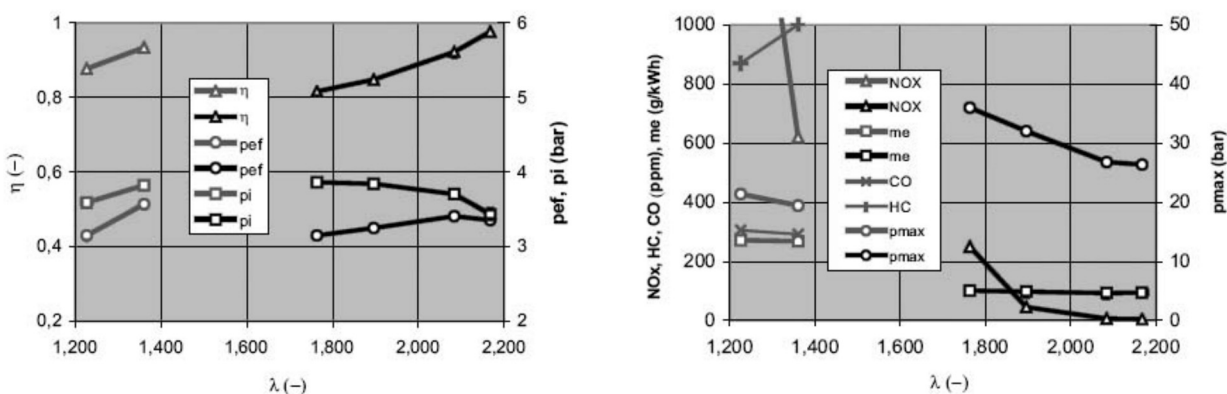 1
0,8
0,6
0,4
0,2
η (–)
6
5
4
3
2
pef, pi (bar)
η
η
pef
pef
pi
pi
1,200 1,400 1,600 1,800 2,000 2,200
λ (–)
1000
800
600
400
200
0
NOx, HC, CO (ppm), me (g/kWh)
50
40
30
20
10
0
pmax (bar)
NOX
NOX
me
me
CO
HC
pmax
pmax
1,200 1,400 1,600 1,800 2,000 2,200
λ (–)